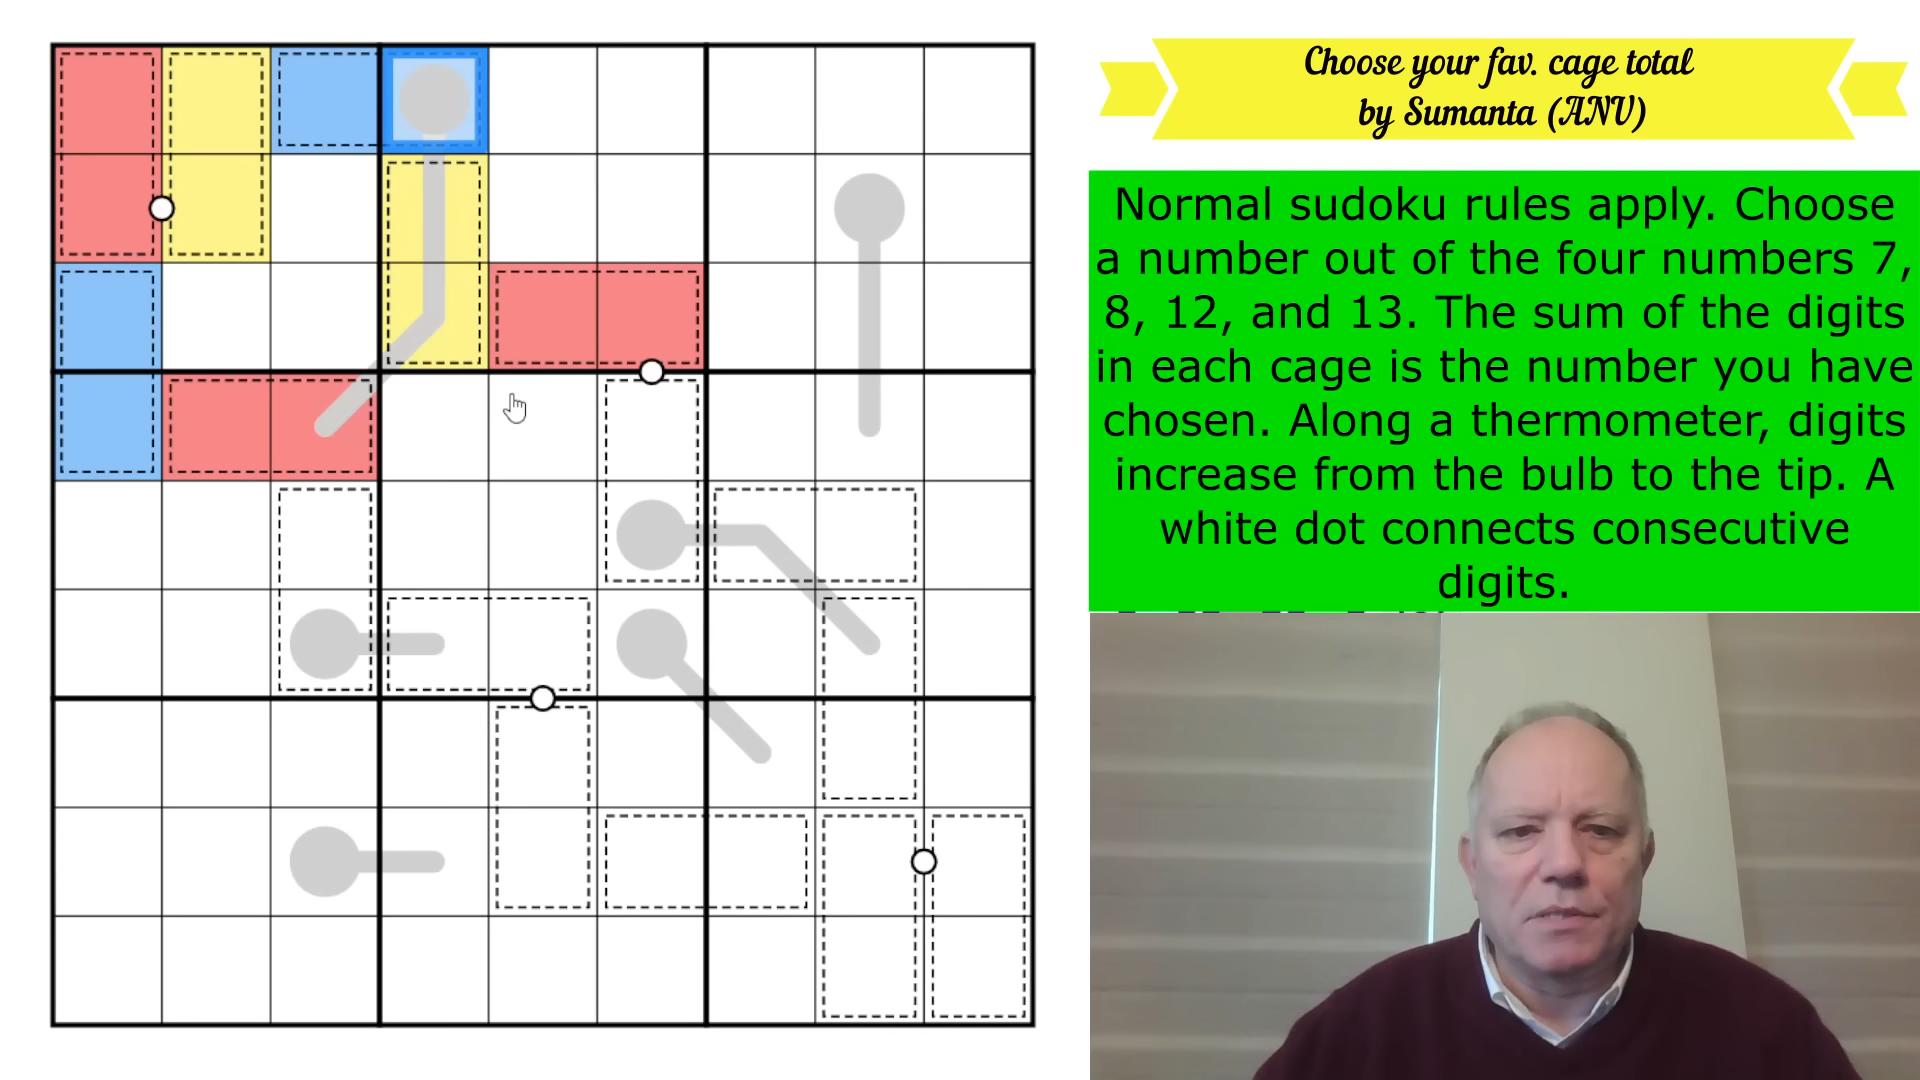 Choose your fav. cage total
by Sumanta (ANV)
Normal sudoku rules apply. Choose
a number out of the four numbers 7,
8, 12, and 13. The sum of the digits
in each cage is the number you have
chosen. Along a thermometer, digits
increase from the bulb to the tip. A
white dot connects consecutive
digits.